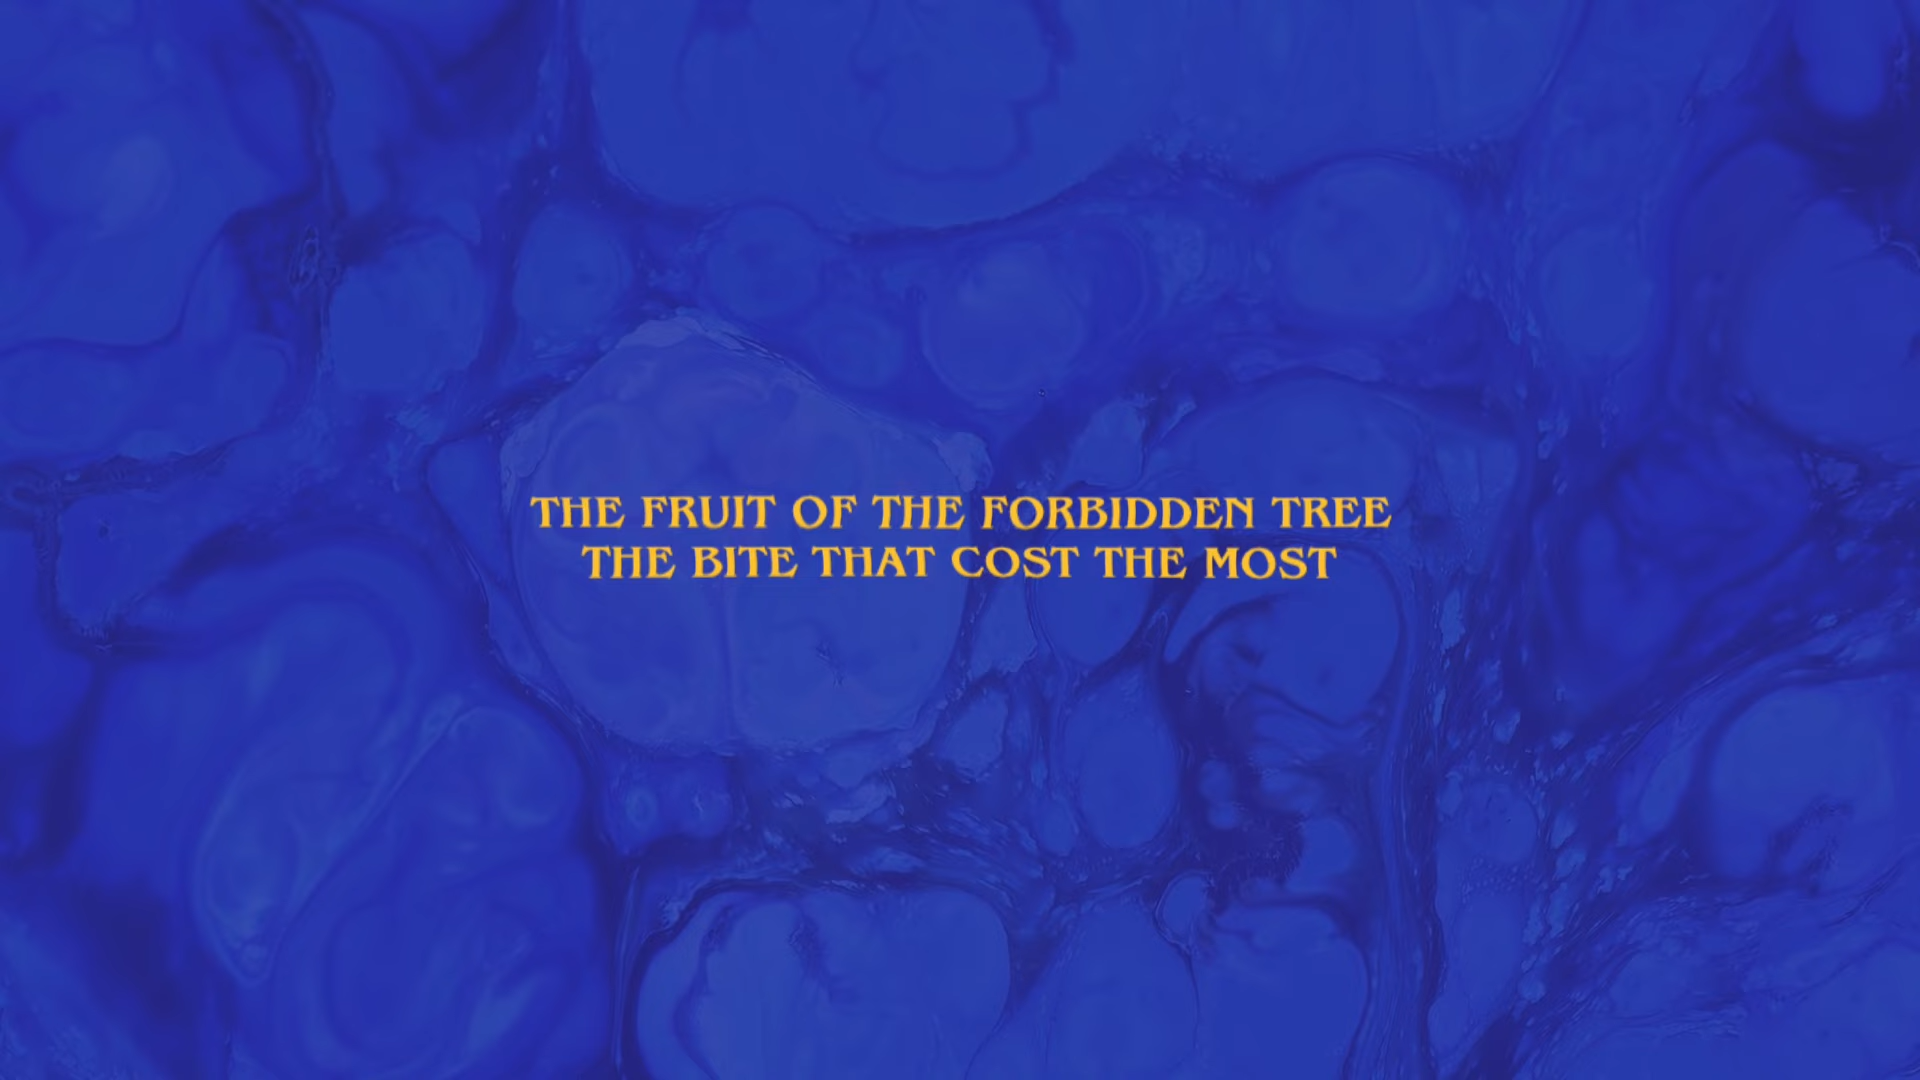 THE FRUIT OF THE FORBIDDEN TREE
THE BITE THAT COST THE MOST